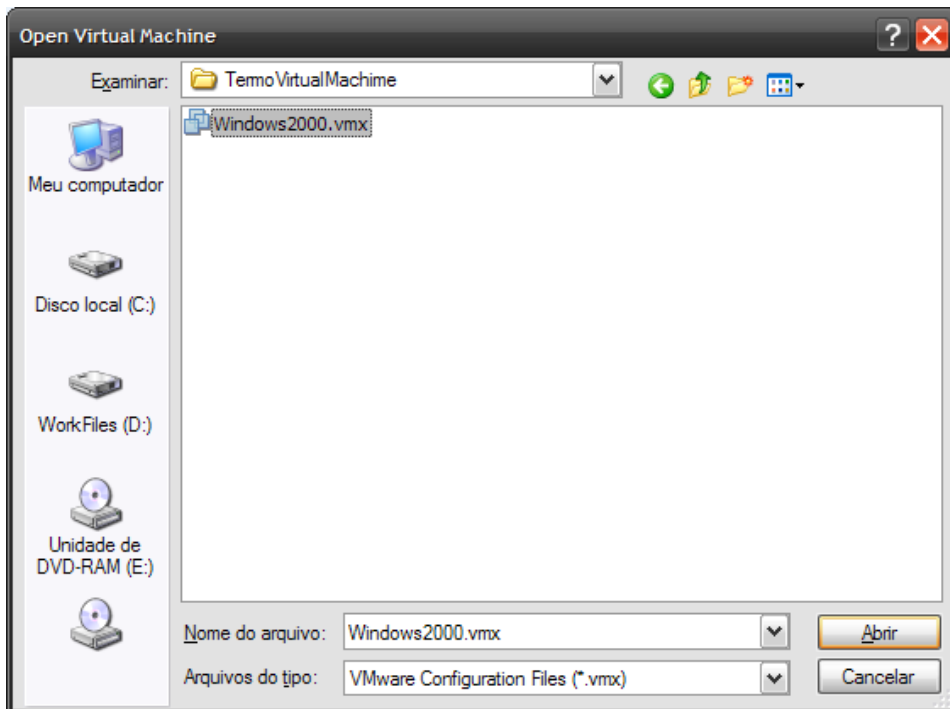 Open Virtual Machine
Examinar:
TermoVirtualMachime
Windows2000.vmx
Meu computador
Disco local (C:)
WorkFiles (D:)
Unidade de
DVD-RAM (E:)
Nome do arquivo:
Windows2000.vmx
Abrir
Arquivos do tipo:
VMware Configuration Files (*.vmx)
Cancelar